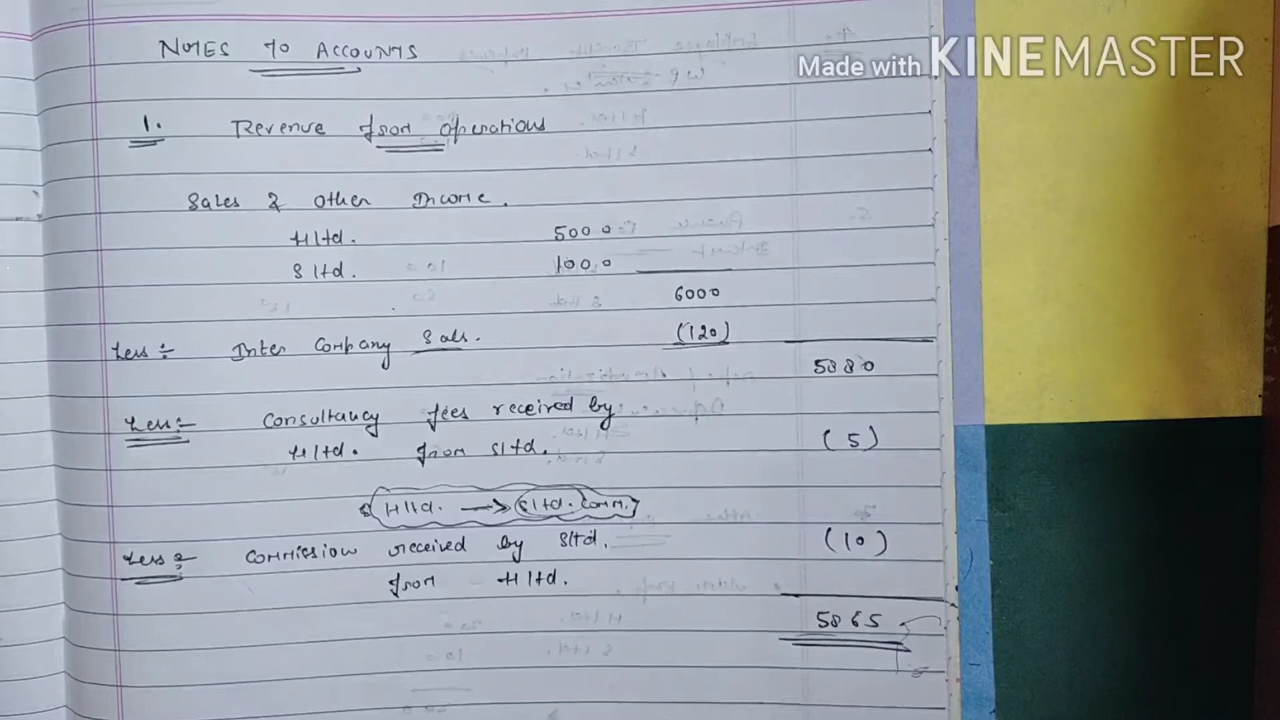 Made with KINEMASTER
NOTES TO ACCOUNTS
1. Revenue from operations
Sales & other Income.
H ltd. 5000
S ltd. 1000
6000
Less :- Inter Company Sals. (120)
5880
Less :- Consultancy fees received by
H ltd. from S ltd. (5)
H ltd. → S ltd. Comm.
Less : Commission received by S ltd. (10)
from H ltd.
5865